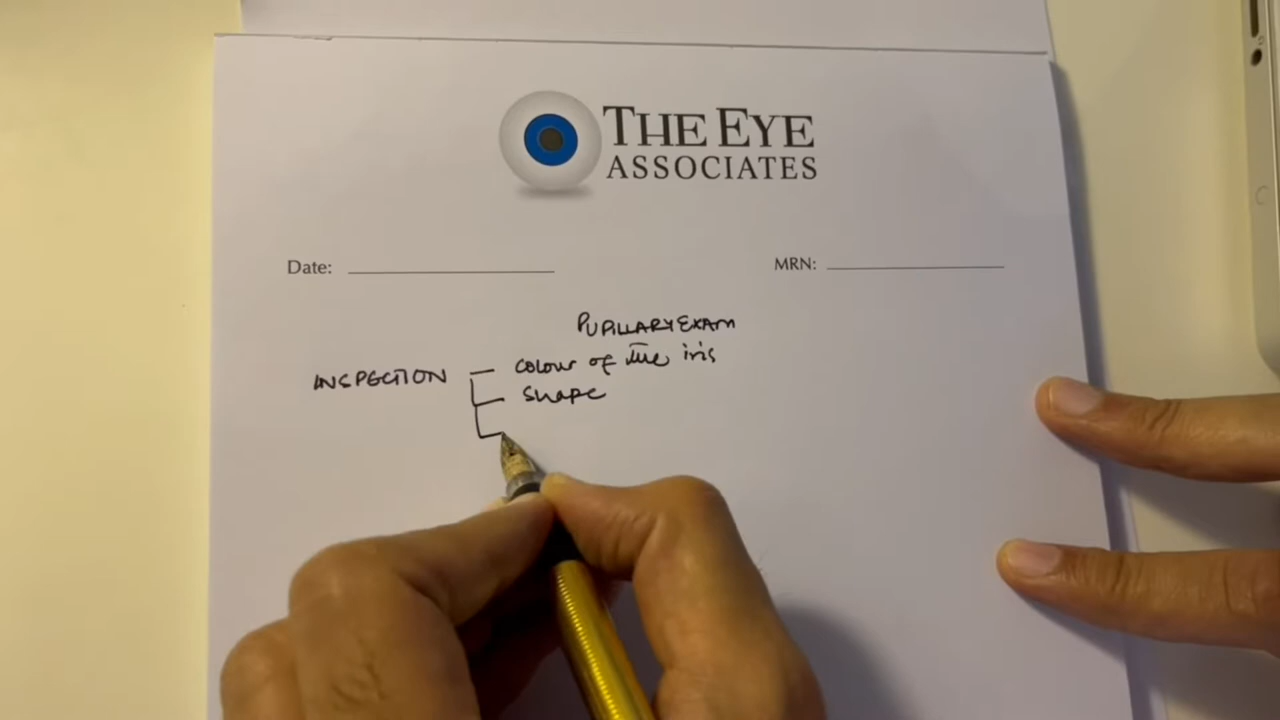 THE EYE
ASSOCIATES
Date: MRN:
PUPILLARY EXAM
INSPECTION colour of the iris
shape